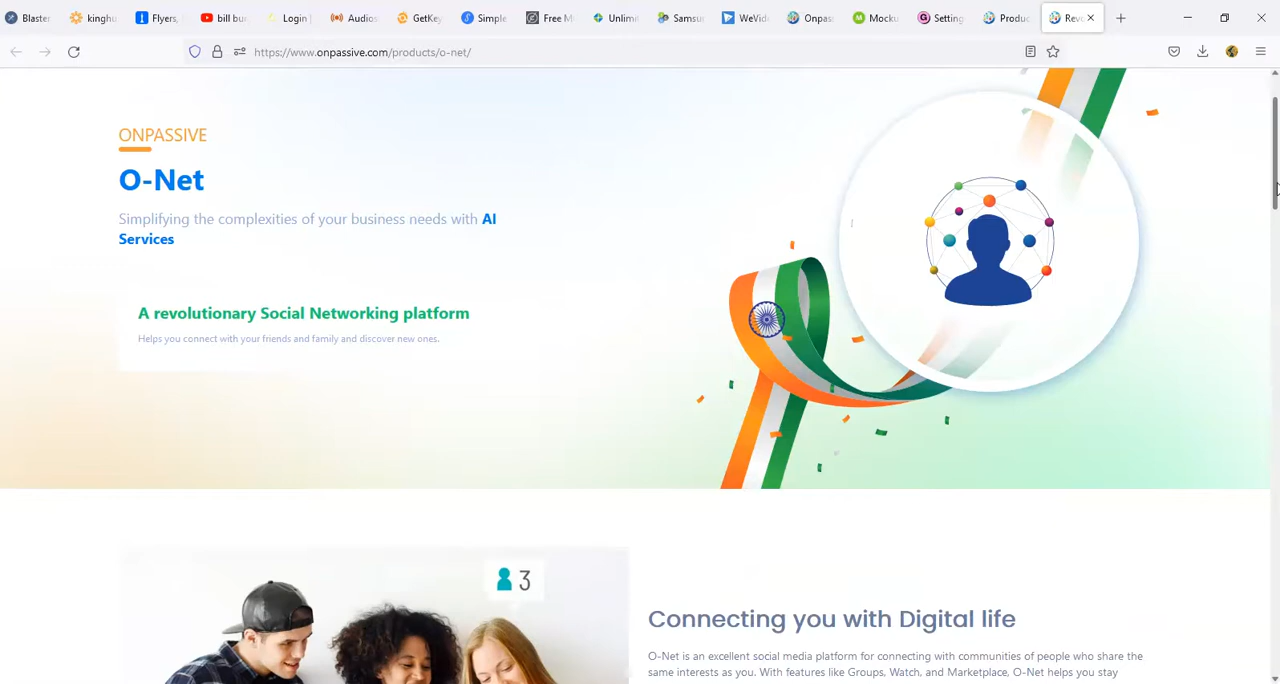 Blaster
kinghu
Flyers,
bill bu
Login
Audios
GetKey
Simple
Free M
Unlimi
Samsu
WeVid
Onpas
Mocku
Setting
Produc
Rev
https://www.onpassive.com/products/o-net/
ONPASSIVE
O-Net
Simplifying the complexities of your business needs with AI
Services
A revolutionary Social Networking platform
Helps you connect with your friends and family and discover new ones.
3
Connecting you with Digital life
O-Net is an excellent social media platform for connecting with communities of people who share the
same interests as you. With features like Groups, Watch, and Marketplace, O-Net helps you stay